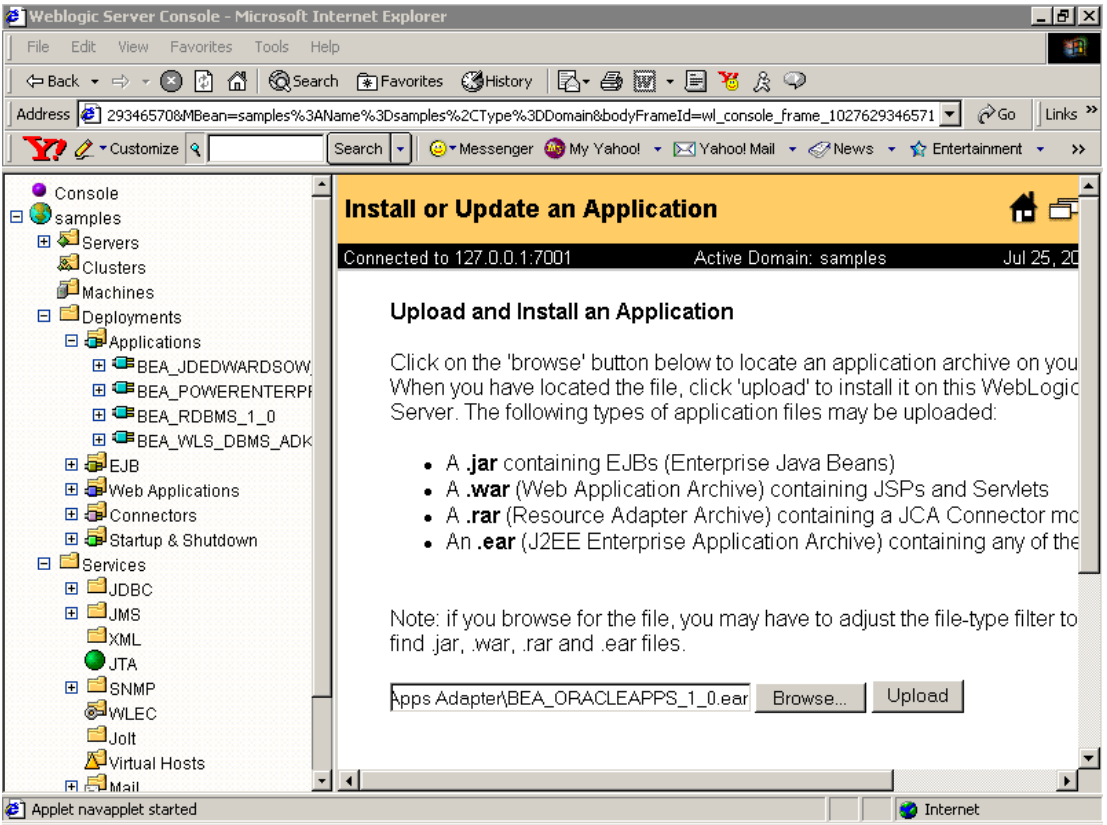 Weblogic Server Console - Microsoft Internet Explorer
File Edit View Favorites Tools Help
Back Search Favorites History
Address 29346570&MBean=samples%3AName%3Dsamples%2CType%3DDomain&bodyFrameId=wl_console_frame_1027629346571 Go Links »
Y! Customize Search Messenger My Yahoo! Yahoo! Mail News Entertainment »
Console
samples
Servers
Clusters
Machines
Deployments
Applications
BEA_JDEDWARDSOW_
BEA_POWERENTERPR
BEA_RDBMS_1_0
BEA_WLS_DBMS_ADK
EJB
Web Applications
Connectors
Startup & Shutdown
Services
JDBC
JMS
XML
JTA
SNMP
WLEC
Jolt
Virtual Hosts
Mail
Install or Update an Application
Connected to 127.0.0.1:7001 Active Domain: samples Jul 25, 20
Upload and Install an Application
Click on the 'browse' button below to locate an application archive on you
When you have located the file, click 'upload' to install it on this WebLogic
Server. The following types of application files may be uploaded:
• A .jar containing EJBs (Enterprise Java Beans)
• A .war (Web Application Archive) containing JSPs and Servlets
• A .rar (Resource Adapter Archive) containing a JCA Connector mo
• An .ear (J2EE Enterprise Application Archive) containing any of the
Note: if you browse for the file, you may have to adjust the file-type filter to
find .jar, .war, .rar and .ear files.
Apps Adapter\BEA_ORACLEAPPS_1_0.ear Browse... Upload
Applet navapplet started Internet